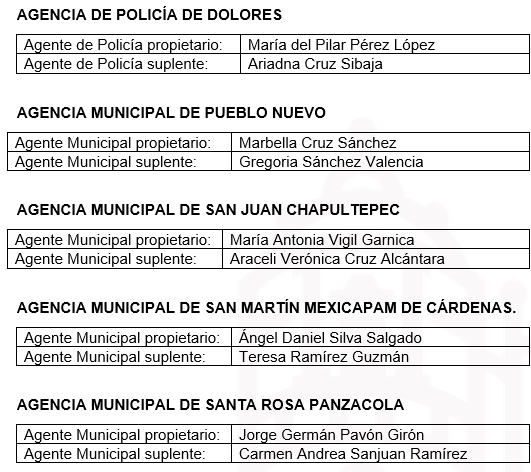 AGENCIA DE POLICÍA DE DOLORES
Agente de Policía propietario: María del Pilar Pérez López
Agente de Policía suplente: Ariadna Cruz Sibaja
AGENCIA MUNICIPAL DE PUEBLO NUEVO
Agente Municipal propietario: Marbella Cruz Sánchez
Agente Municipal suplente: Gregoria Sánchez Valencia
AGENCIA MUNICIPAL DE SAN JUAN CHAPULTEPEC
Agente Municipal propietario: María Antonia Vigil Garnica
Agente Municipal suplente: Araceli Verónica Cruz Alcántara
AGENCIA MUNICIPAL DE SAN MARTÍN MEXICAPAM DE CÁRDENAS.
Agente Municipal propietario: Ángel Daniel Silva Salgado
Agente Municipal suplente: Teresa Ramírez Guzmán
AGENCIA MUNICIPAL DE SANTA ROSA PANZACOLA
Agente Municipal propietario: Jorge Germán Pavón Girón
Agente Municipal suplente: Carmen Andrea Sanjuan Ramírez